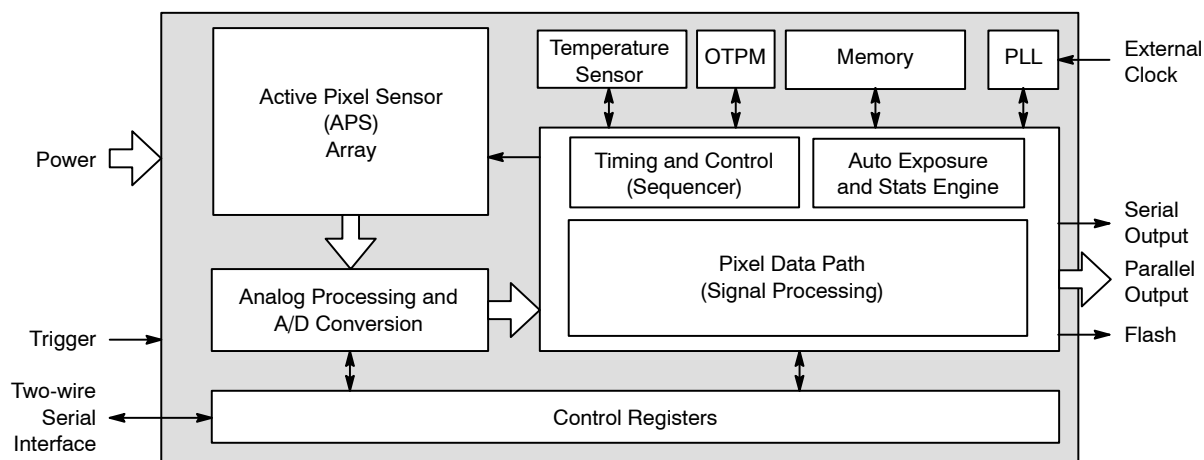 Temperature
Sensor
OTPM
Memory
PLL
External
Clock
Active Pixel Sensor
(APS)
Array
Power
Timing and Control
(Sequencer)
Auto Exposure
and Stats Engine
Serial
Output
Pixel Data Path
(Signal Processing)
Parallel
Output
Analog Processing and
A/D Conversion
Trigger
Flash
Two-wire
Serial
Interface
Control Registers